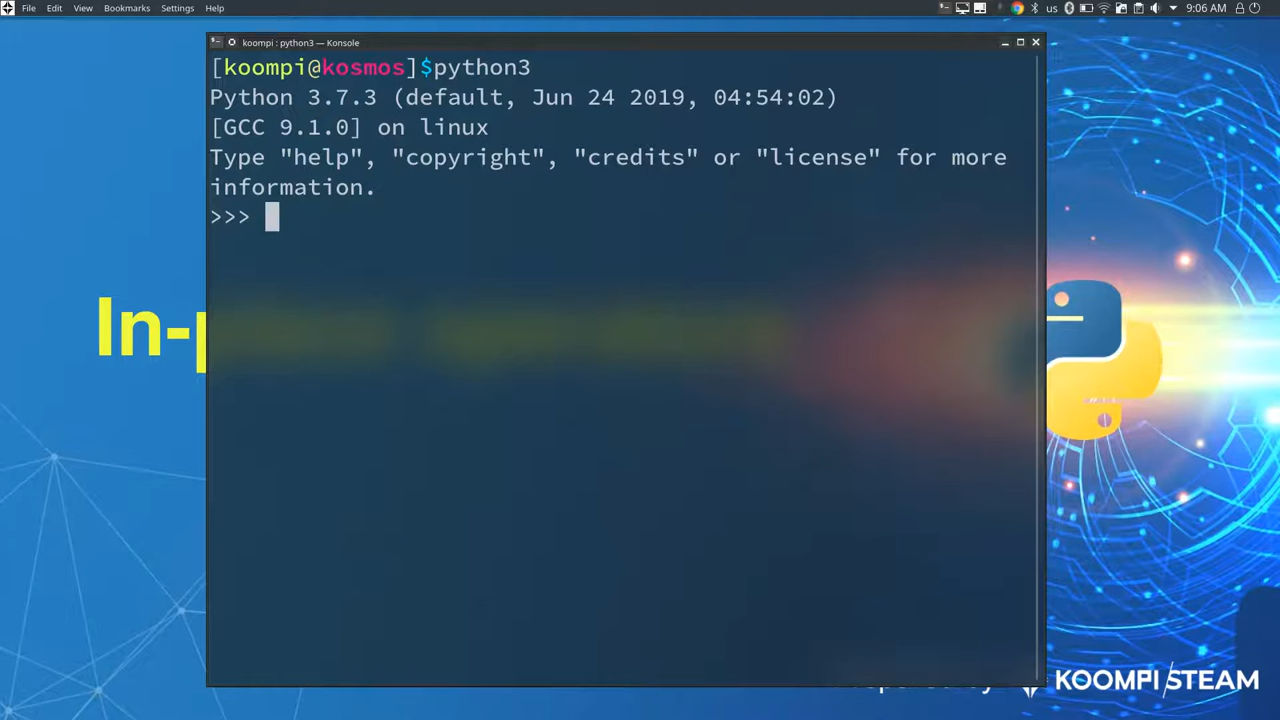 File Edit View Bookmarks Settings Help
us 9:06 AM
koompi : python3 — Konsole
[koompi@kosmos]$python3
Python 3.7.3 (default, Jun 24 2019, 04:54:02)
[GCC 9.1.0] on linux
Type "help", "copyright", "credits" or "license" for more
information.
>>>
In-
KOOMPI STEAM